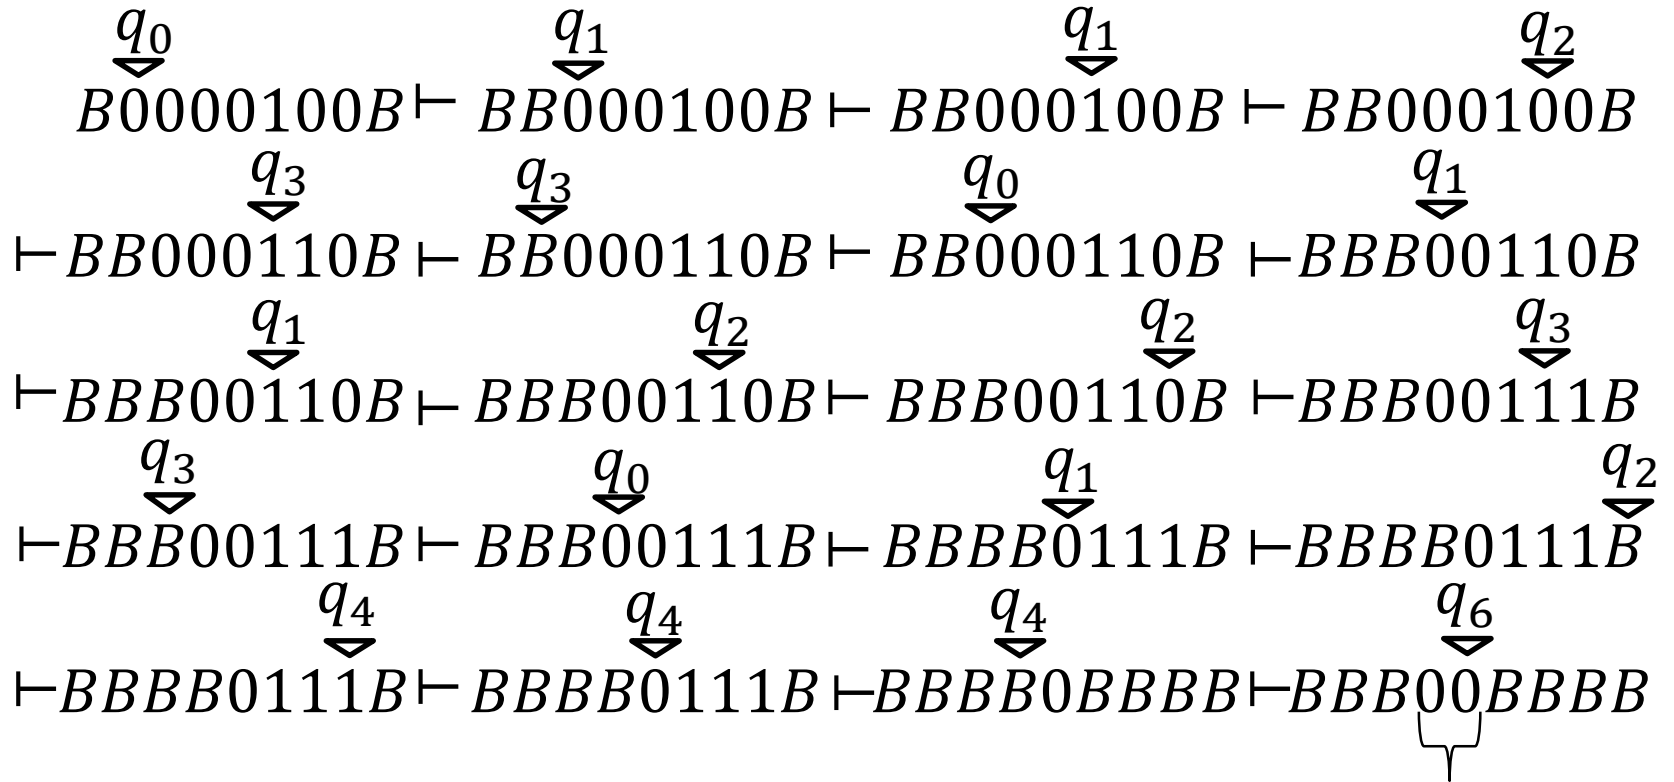 q₀ q₁ q₁ q₂
B0000100B ⊢ BB000100B ⊢ BB000100B ⊢ BB000100B
q₃ q₃ q₀ q₁
⊢ BB000110B ⊢ BB000110B ⊢ BB000110B ⊢ BBB00110B
q₁ q₂ q₂ q₃
⊢ BBB00110B ⊢ BBB00110B ⊢ BBB00110B ⊢ BBB00111B
q₃ q₀ q₁ q₂
⊢ BBB00111B ⊢ BBB00111B ⊢ BBBB0111B ⊢ BBBB0111B
q₄ q₄ q₄ q₆
⊢ BBBB0111B ⊢ BBBB0111B ⊢ BBBB0BBBB ⊢ BBB00BBBB